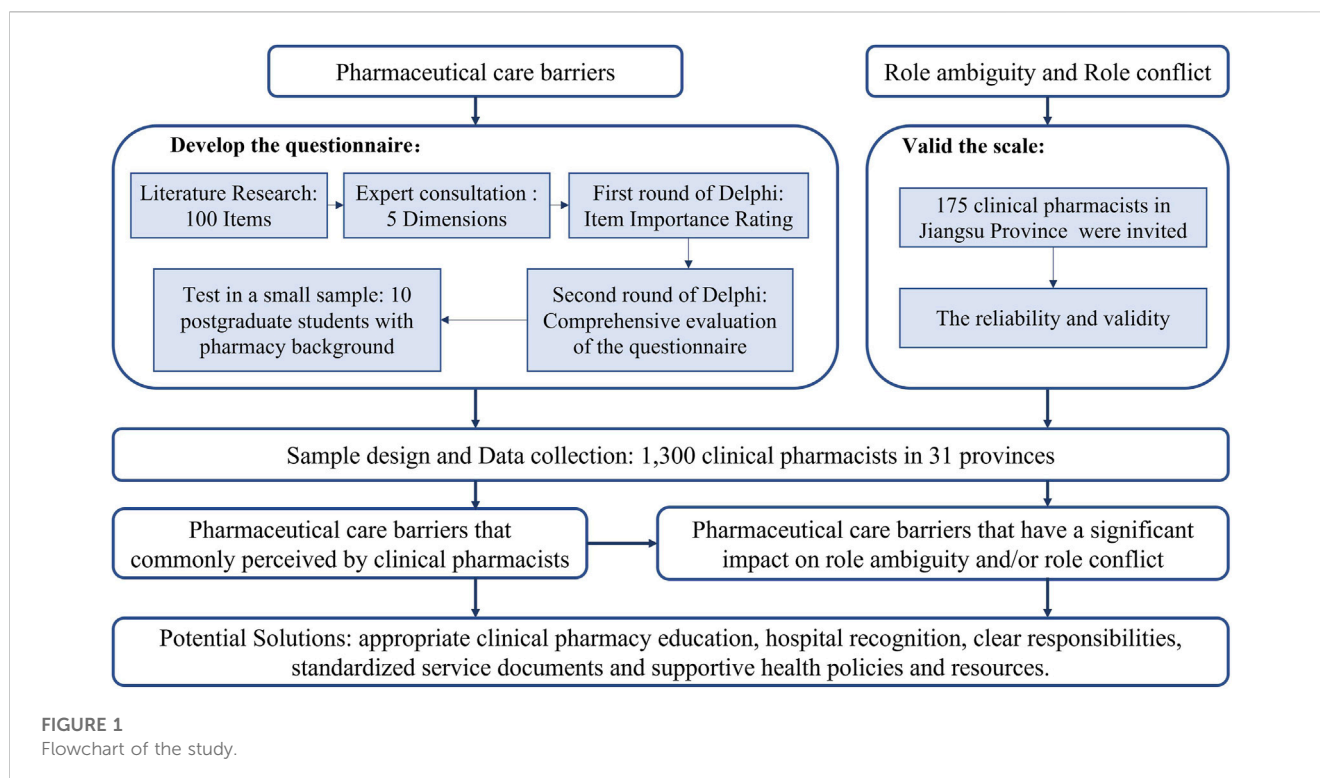 Pharmaceutical care barriers
Role ambiguity and Role conflict
Develop the questionnaire:
Literature Research:
100 Items
Expert consultation :
5 Dimensions
First round of Delphi:
Item Importance Rating
Test in a small sample: 10
postgraduate students with
pharmacy background
Second round of Delphi:
Comprehensive evaluation
of the questionnaire
Valid the scale:
175 clinical pharmacists in
Jiangsu Province were invited
The reliability and validity
Sample design and Data collection: 1,300 clinical pharmacists in 31 provinces
Pharmaceutical care barriers that
commonly perceived by clinical pharmacists
Pharmaceutical care barriers that have a significant
impact on role ambiguity and/or role conflict
Potential Solutions: appropriate clinical pharmacy education, hospital recognition, clear responsibilities,
standardized service documents and supportive health policies and resources.
FIGURE 1
Flowchart of the study.